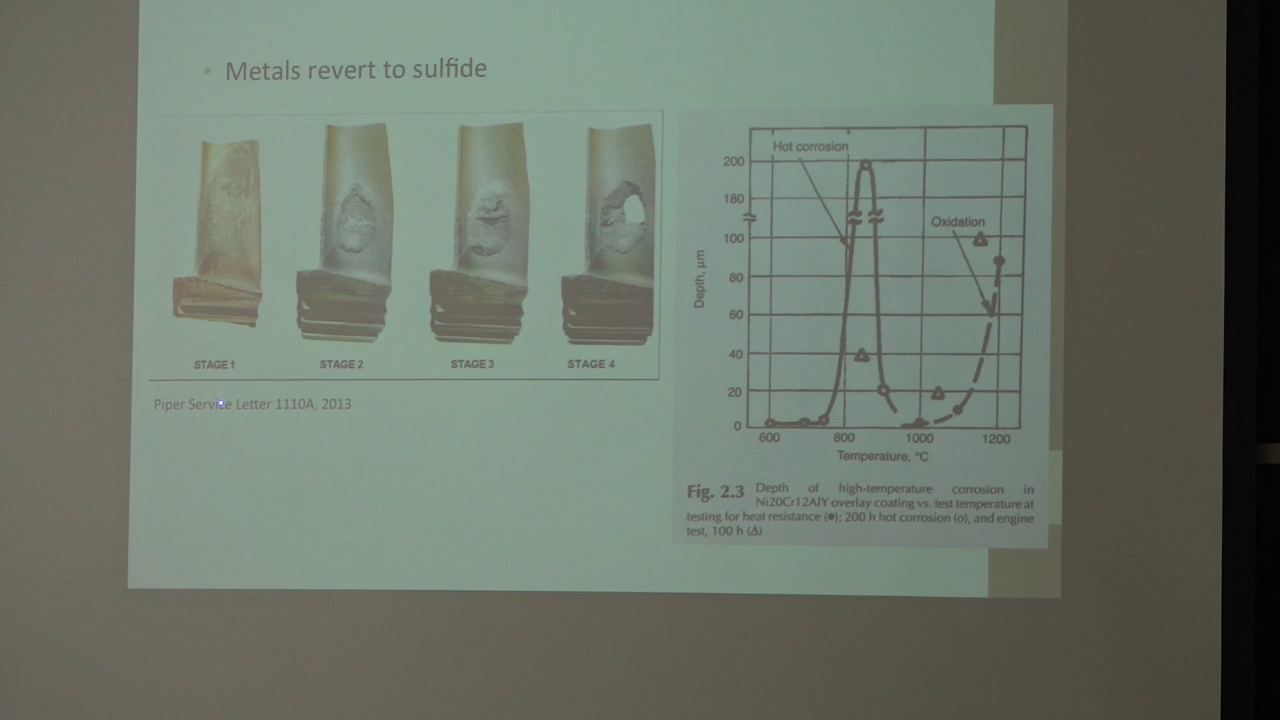 • Metals revert to sulfide
STAGE 1
STAGE 2
STAGE 3
STAGE 4
Piper Service Letter 1110A, 2013
Hot corrosion
Oxidation
Depth, μm
200
180
100
80
60
40
20
0
600
800
1000
1200
Temperature, °C
Fig. 2.3 Depth of high-temperature corrosion in
Ni20Cr12AlY overlay coating vs. test temperature at
testing for heat resistance (●); 200 h hot corrosion (o), and engine
test, 100 h (Δ)